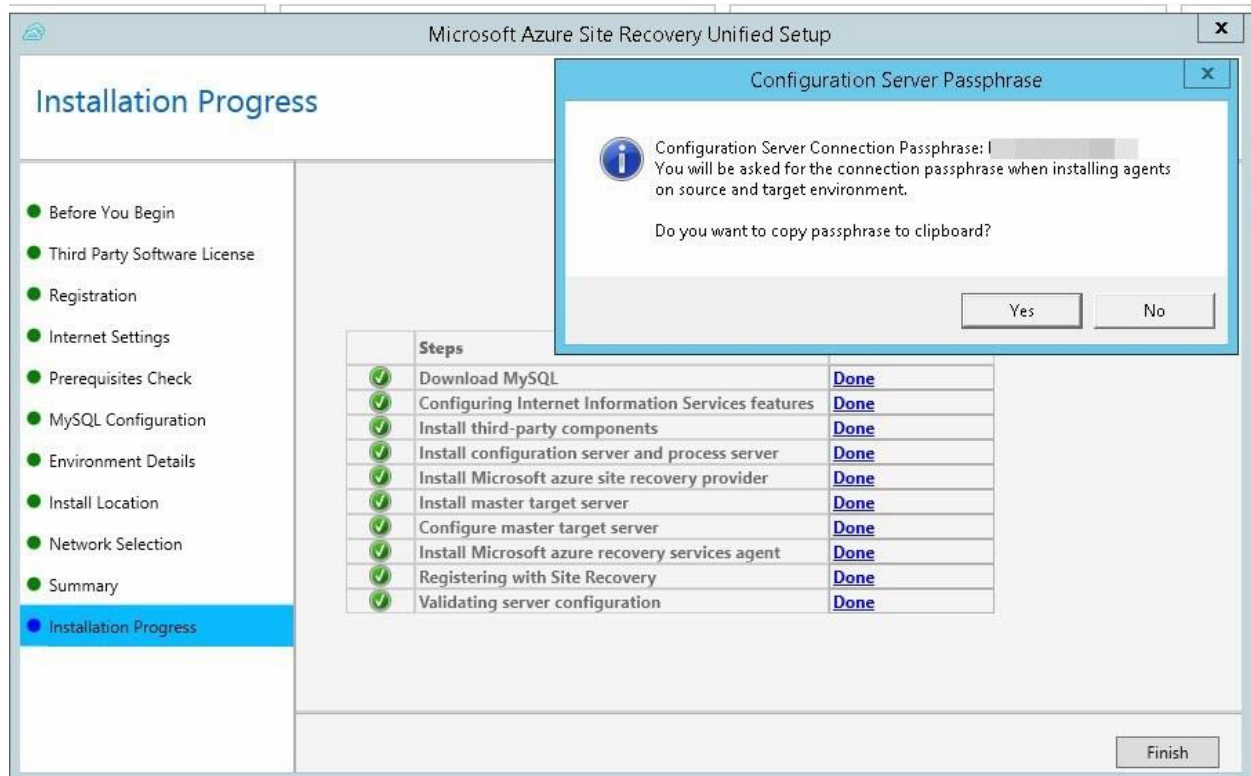 Microsoft Azure Site Recovery Unified Setup
X
Installation Progress
Configuration Server Passphrase
X
Configuration Server Connection Passphrase:
You will be asked for the connection passphrase when installing agents
on source and target environment.
Do you want to copy passphrase to clipboard?
Yes
No
Before You Begin
Third Party Software License
Registration
Internet Settings
Prerequisites Check
MySQL Configuration
Environment Details
Install Location
Network Selection
Summary
Installation Progress
Steps
Download MySQL Done
Configuring Internet Information Services features Done
Install third-party components Done
Install configuration server and process server Done
Install Microsoft azure site recovery provider Done
Install master target server Done
Configure master target server Done
Install Microsoft azure recovery services agent Done
Registering with Site Recovery Done
Validating server configuration Done
Finish